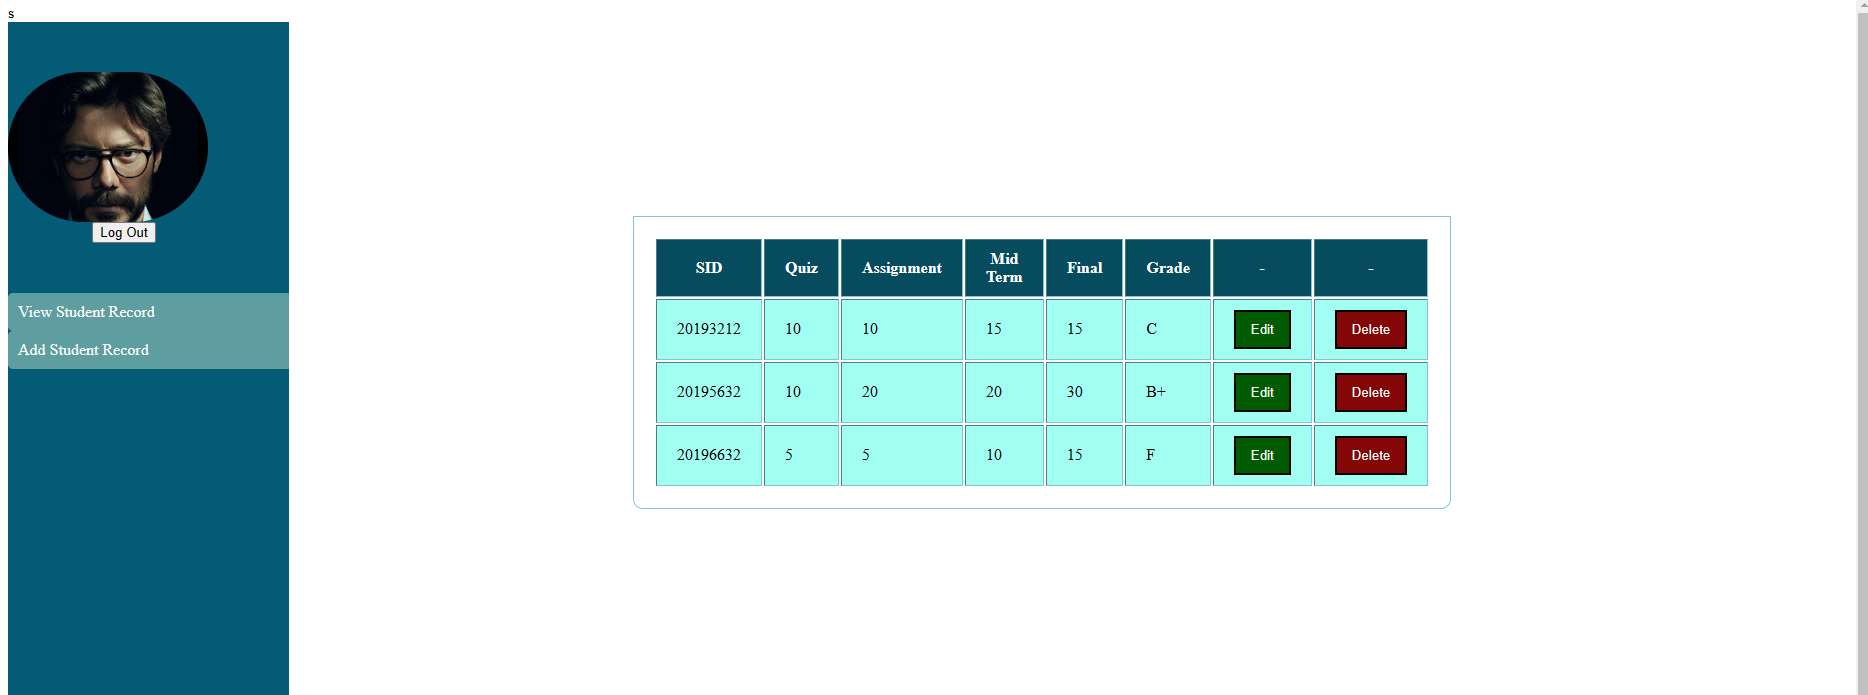 s
Log Out
View Student Record
Add Student Record
SID Quiz Assignment Mid Term Final Grade - -
20193212 10 10 15 15 C Edit Delete
20195632 10 20 20 30 B+ Edit Delete
20196632 5 5 10 15 F Edit Delete